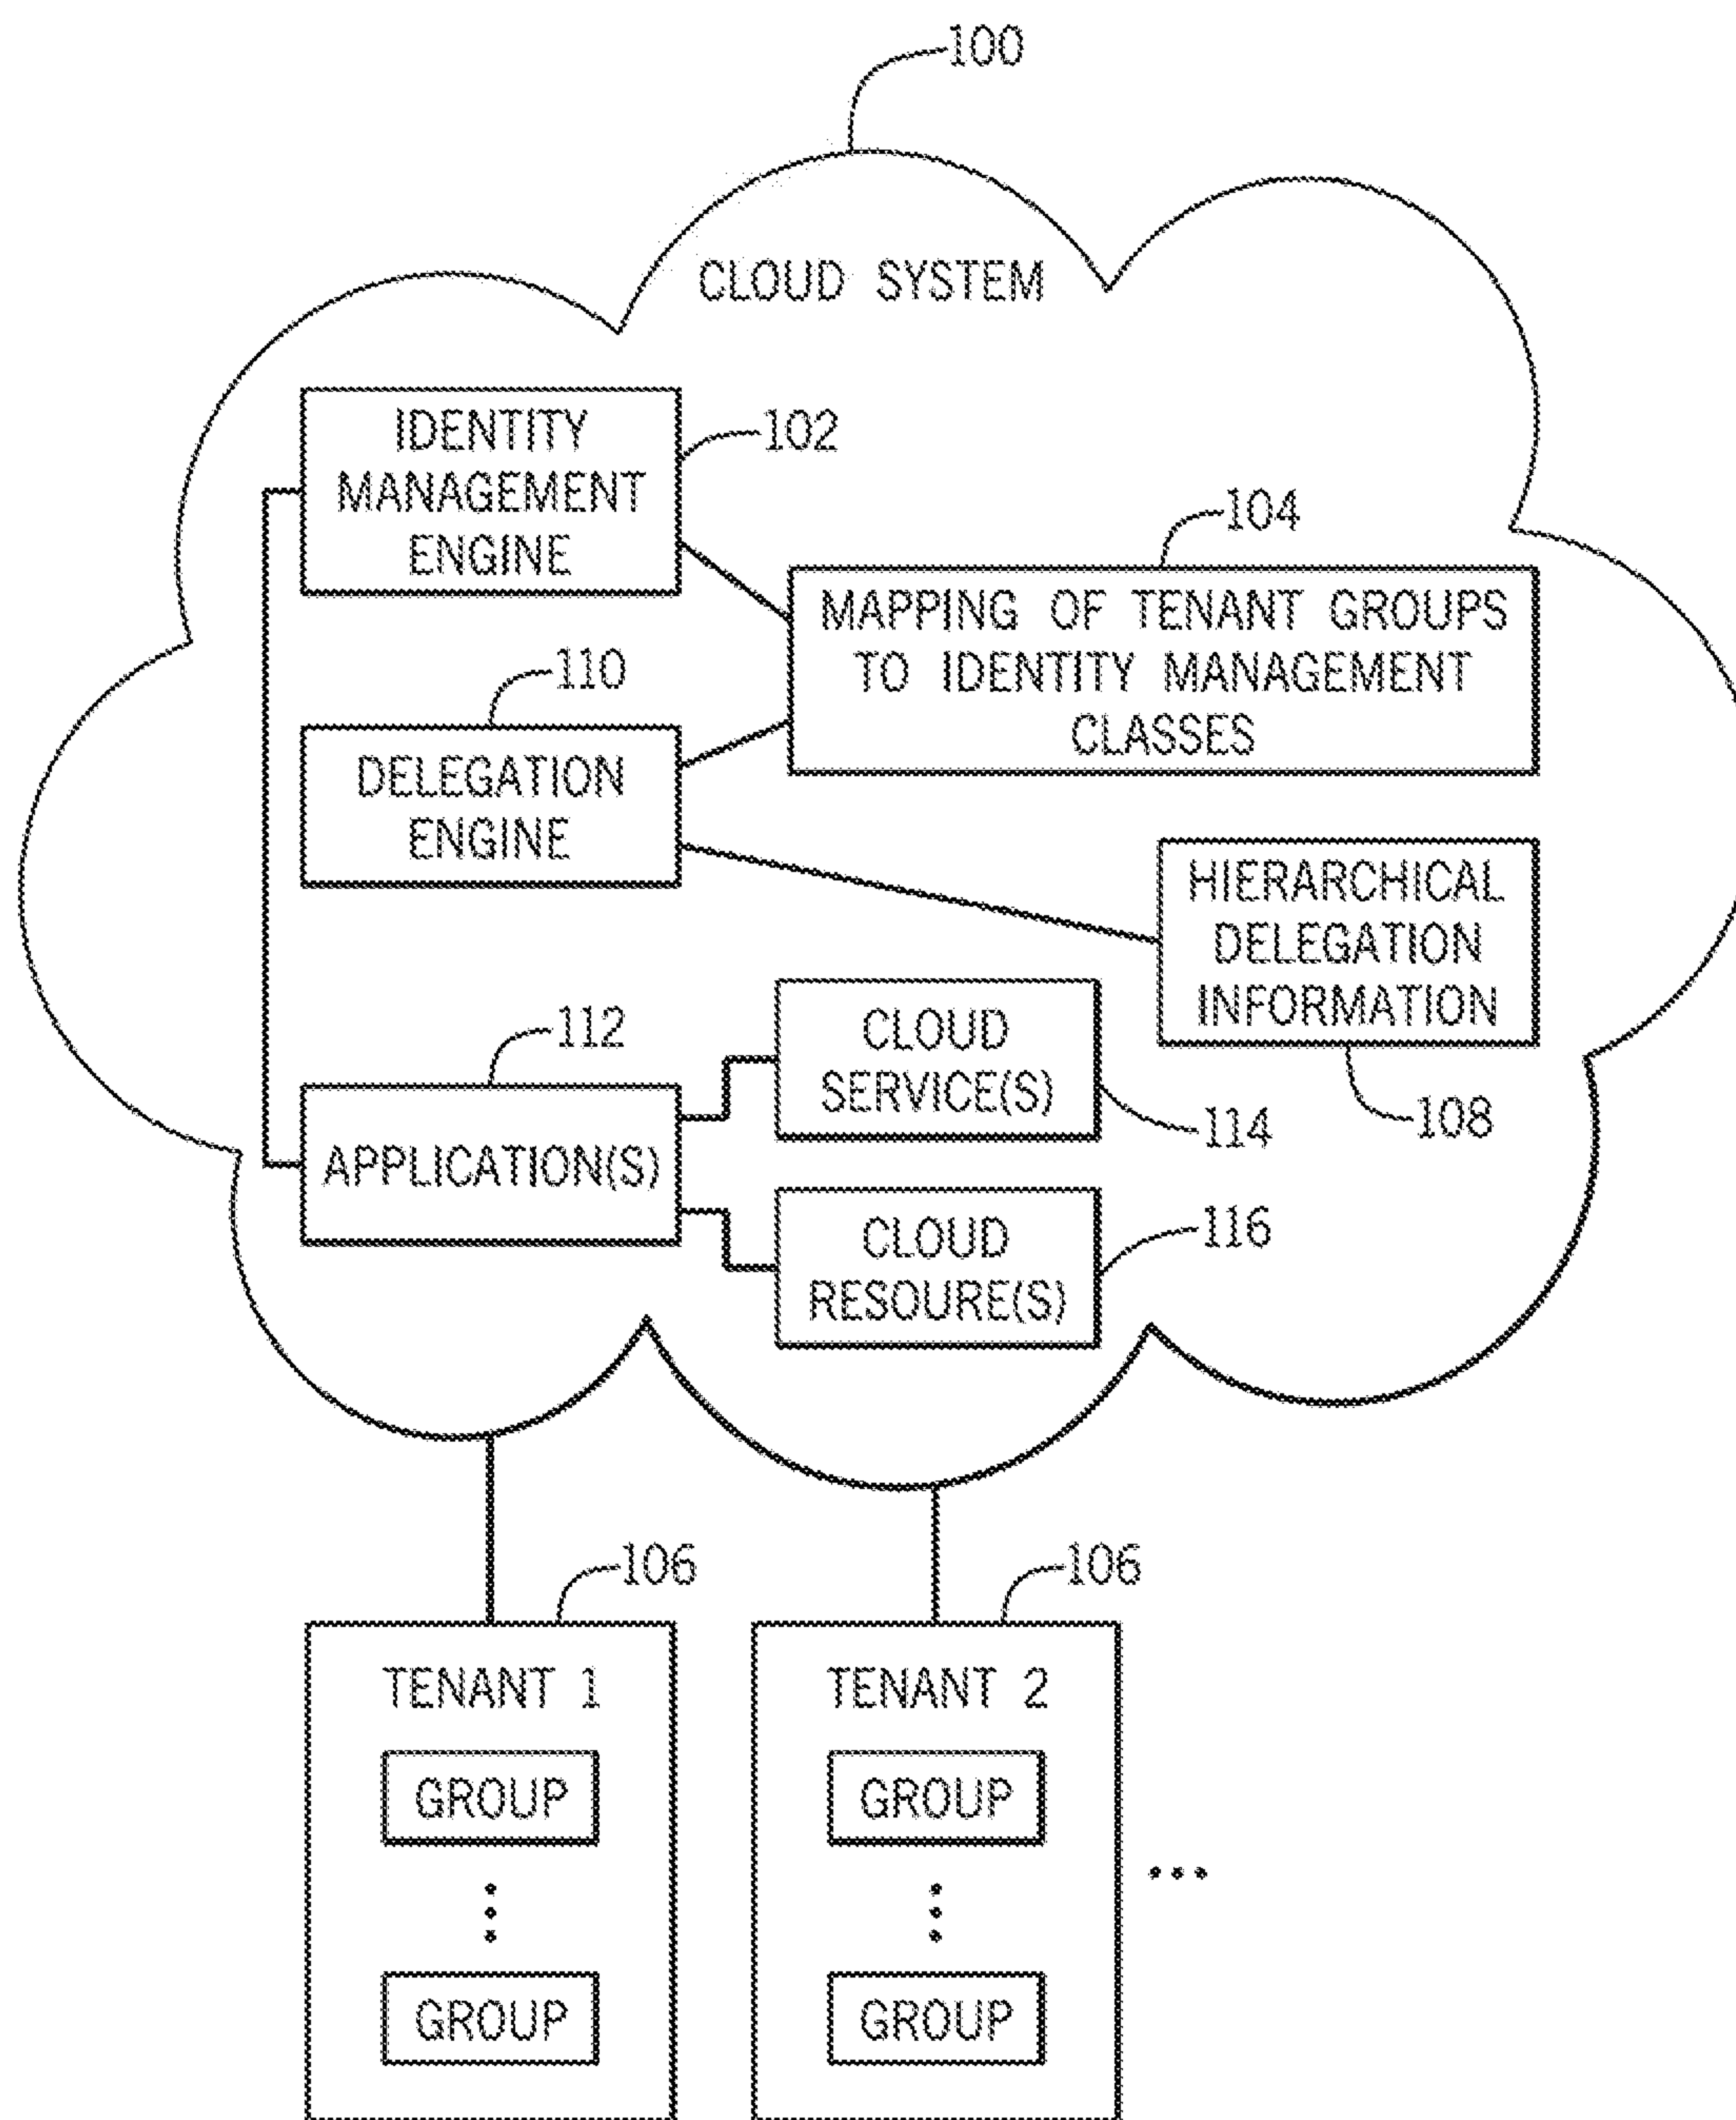 100
CLOUD SYSTEM
IDENTITY
MANAGEMENT
ENGINE
102
104
MAPPING OF TENANT GROUPS
TO IDENTITY MANAGEMENT
CLASSES
110
DELEGATION
ENGINE
HIERARCHICAL
DELEGATION
INFORMATION
108
112
APPLICATION(S)
CLOUD
SERVICE(S)
114
CLOUD
RESOURE(S)
116
106
TENANT 1
GROUP
GROUP
106
TENANT 2
GROUP
GROUP